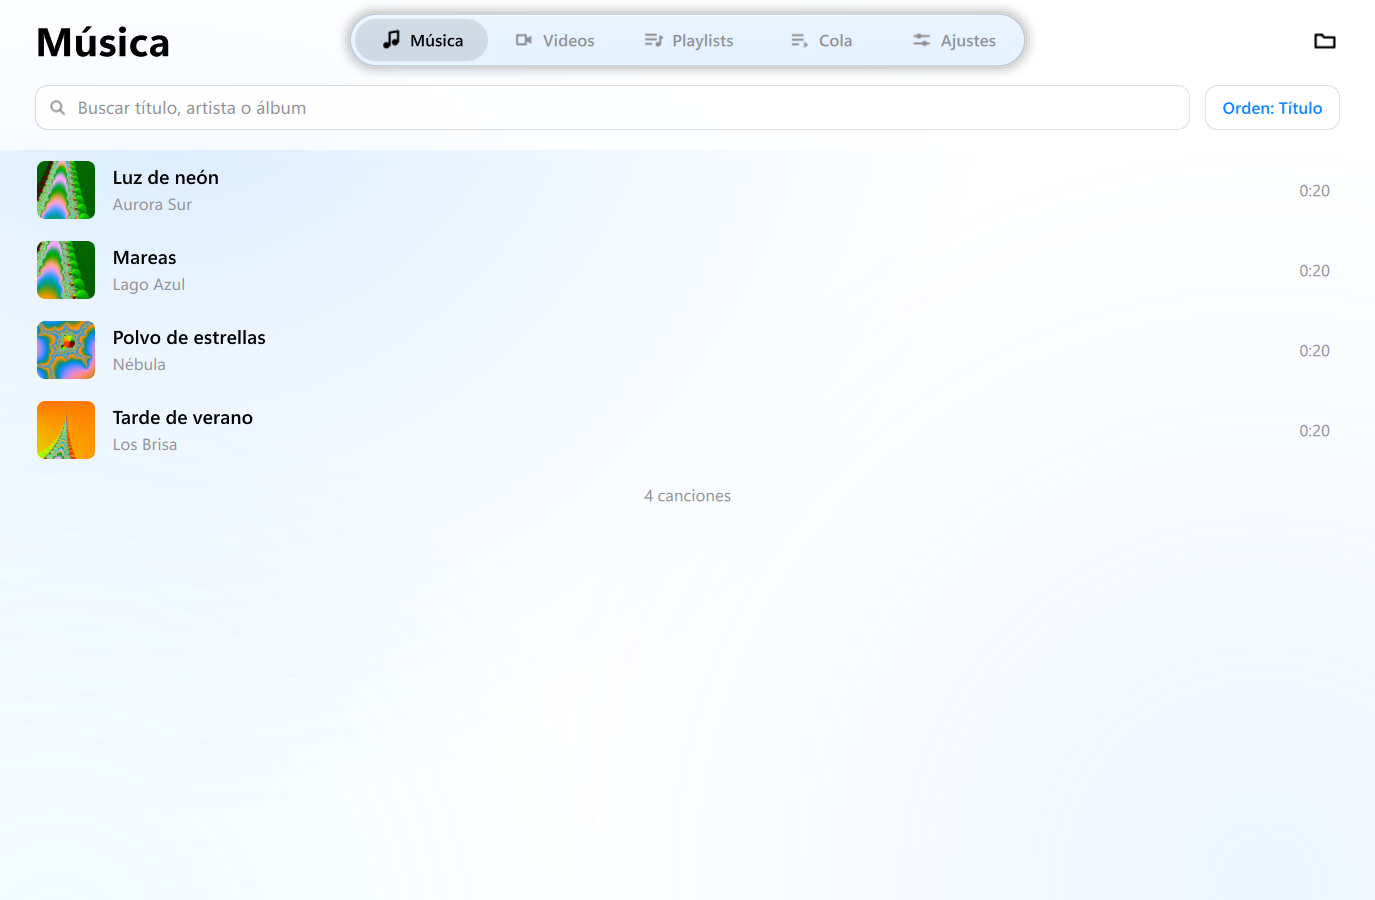 Música
Música
Videos
Playlists
Cola
Ajustes
Buscar título, artista o álbum
Orden: Título
Luz de neón
Aurora Sur
0:20
Mareas
Lago Azul
0:20
Polvo de estrellas
Nébula
0:20
Tarde de verano
Los Brisa
0:20
4 canciones